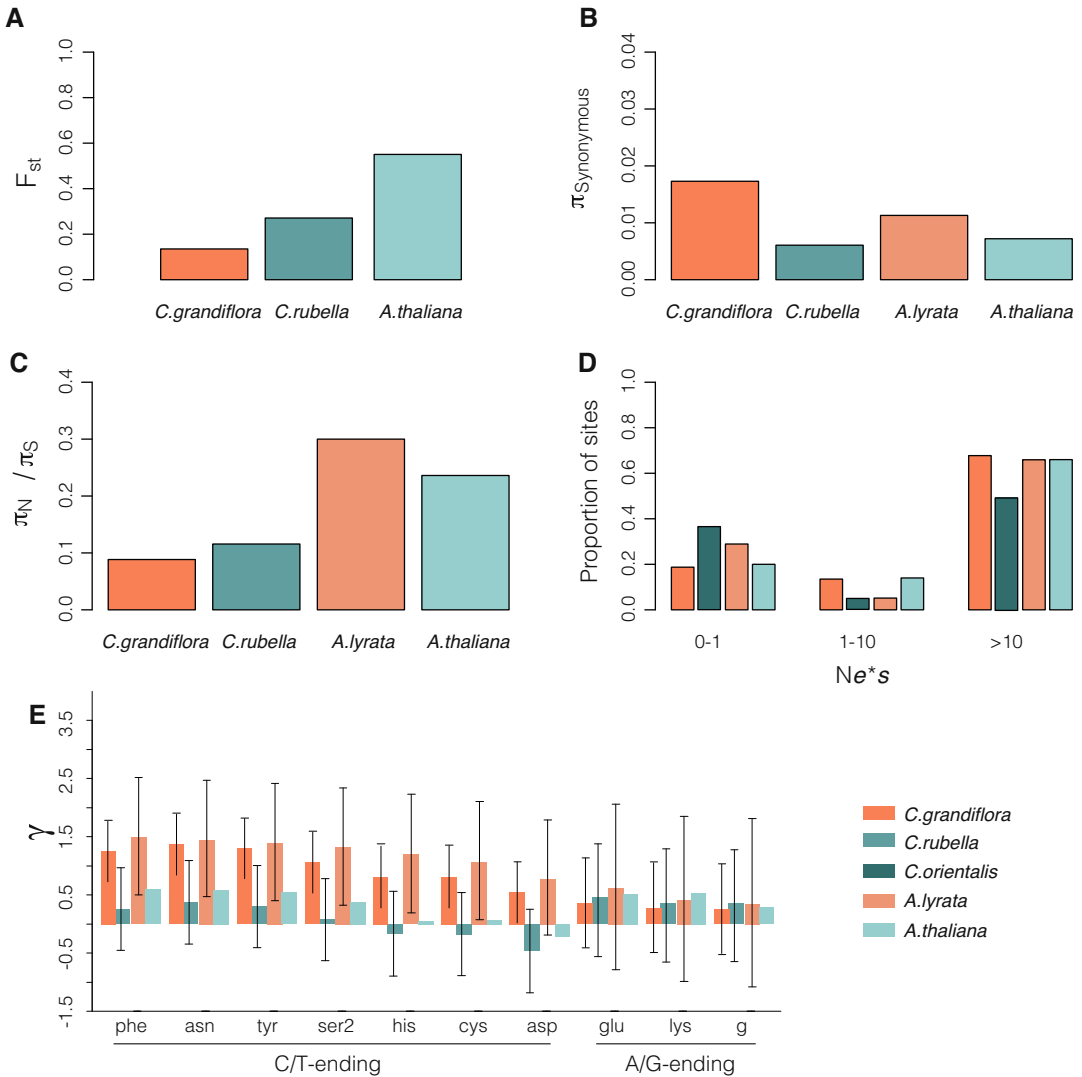 A
F st
0.0 0.2 0.4 0.6 0.8 1.0
C.grandiflora C.rubella A.thaliana
B
πSynonymous
0.00 0.01 0.02 0.03 0.04
C.grandiflora C.rubella A.lyrata A.thaliana
C
πN / πS
0.0 0.1 0.2 0.3 0.4
C.grandiflora C.rubella A.lyrata A.thaliana
D
Proportion of sites
0.0 0.2 0.4 0.6 0.8 1.0
0-1 1-10 >10
Ne*s
E
γ
-1.5 -0.5 0.5 1.5 2.5 3.5
phe asn tyr ser2 his cys asp glu lys g
C/T-ending A/G-ending
C.grandiflora
C.rubella
C.orientalis
A.lyrata
A.thaliana